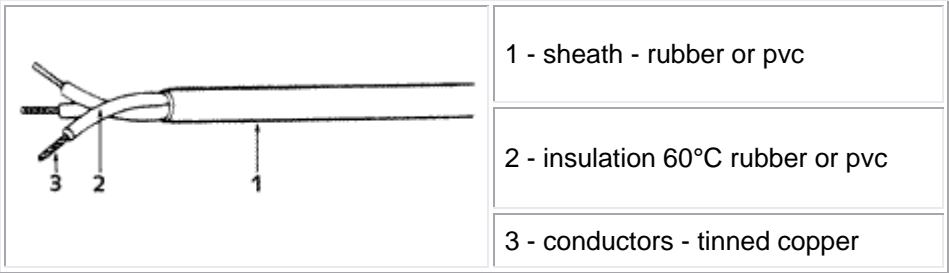 3 2 1
1 - sheath - rubber or pvc
2 - insulation 60°C rubber or pvc
3 - conductors - tinned copper